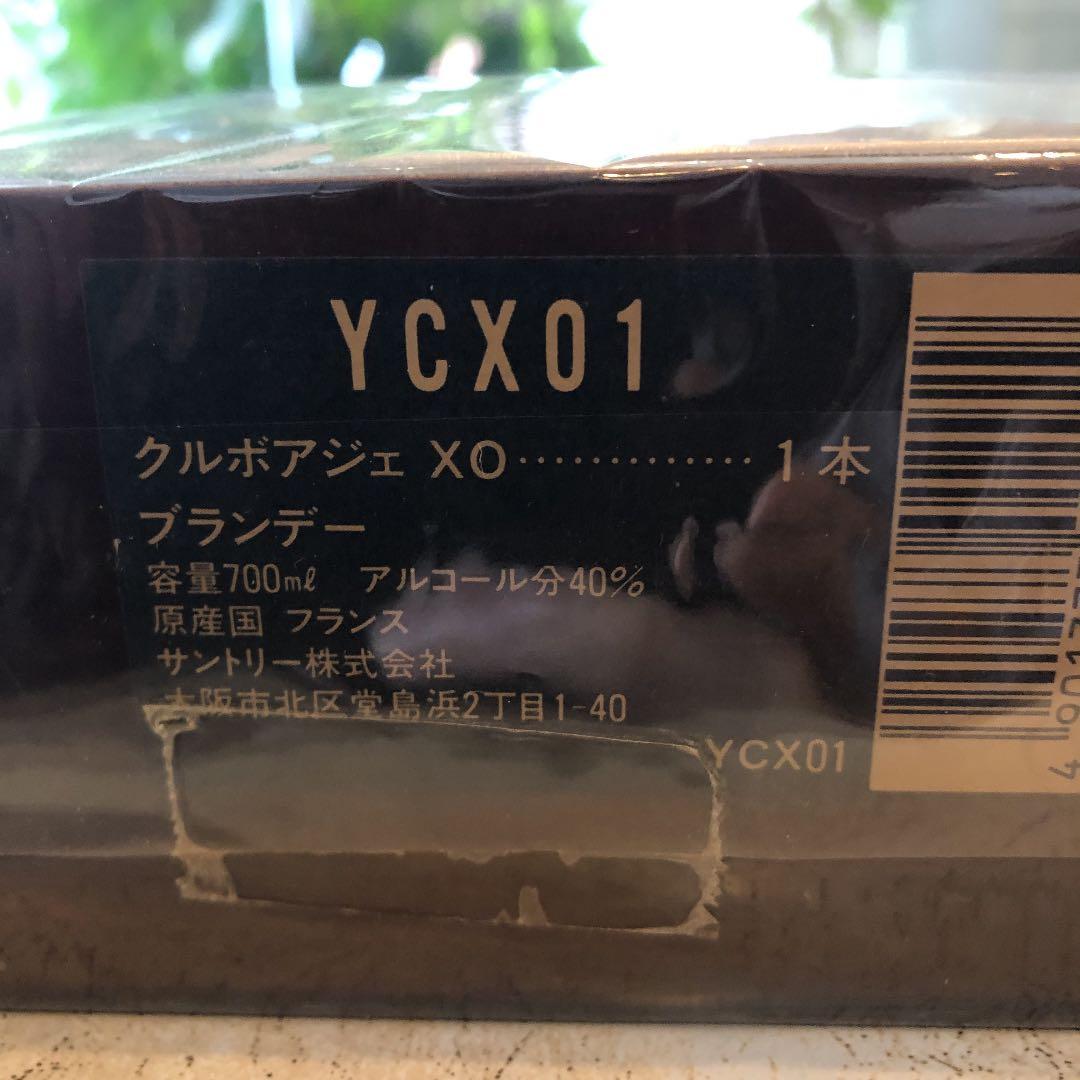 YCX01
クルボアジェ XO············· 1 本
ブランデー
容量700ml アルコール分40%
原産国 フランス
サントリー株式会社
大阪市北区堂島浜2丁目1-40
YCX01